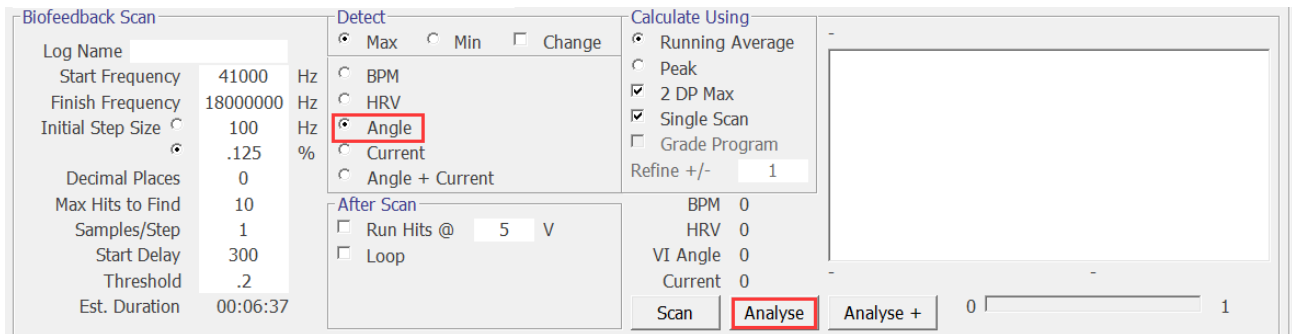 Biofeedback Scan
Log Name
Start Frequency 41000 Hz
Finish Frequency 18000000 Hz
Initial Step Size 100 Hz
.125 %
Decimal Places 0
Max Hits to Find 10
Samples/Step 1
Start Delay 300
Threshold .2
Est. Duration 00:06:37
Detect
Max Min Change
BPM
HRV
Angle
Current
Angle + Current
After Scan
Run Hits @ 5 V
Loop
Calculate Using
Running Average
Peak
2 DP Max
Single Scan
Grade Program
Refine +/- 1
BPM 0
HRV 0
VI Angle 0
Current 0
Scan Analyse Analyse +
-
- -
0 1